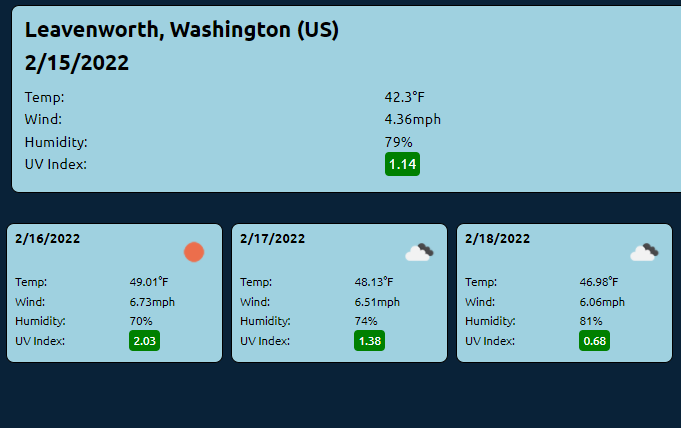 Leavenworth, Washington (US)
2/15/2022
Temp: 42.3°F
Wind: 4.36mph
Humidity: 79%
UV Index: 1.14
2/16/2022
Temp: 49.01°F
Wind: 6.73mph
Humidity: 70%
UV Index: 2.03
2/17/2022
Temp: 48.13°F
Wind: 6.51mph
Humidity: 74%
UV Index: 1.38
2/18/2022
Temp: 46.98°F
Wind: 6.06mph
Humidity: 81%
UV Index: 0.68